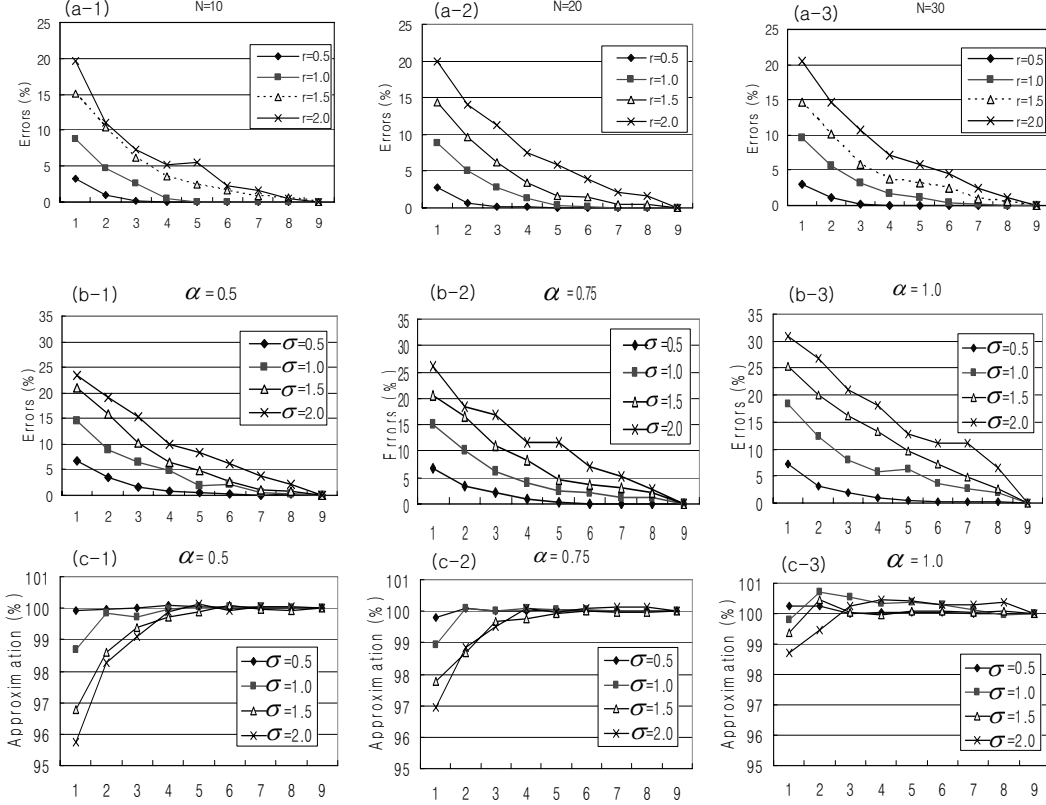 (a-1) N=10
25
20
15
10
5
0
Errors (%)
1 2 3 4 5 6 7 8 9
r=0.5
r=1.0
r=1.5
r=2.0
(a-2) N=20
25
20
15
10
5
0
Errors (%)
1 2 3 4 5 6 7 8 9
r=0.5
r=1.0
r=1.5
r=2.0
(a-3) N=30
25
20
15
10
5
0
Errors (%)
1 2 3 4 5 6 7 8 9
r=0.5
r=1.0
r=1.5
r=2.0
(b-1) α = 0.5
35
30
25
20
15
10
5
0
Errors (%)
1 2 3 4 5 6 7 8 9
σ=0.5
σ=1.0
σ=1.5
σ=2.0
(b-2) α = 0.75
35
30
25
20
15
10
5
0
Errors (%)
1 2 3 4 5 6 7 8 9
σ=0.5
σ=1.0
σ=1.5
σ=2.0
(b-3) α = 1.0
35
30
25
20
15
10
5
0
Errors (%)
1 2 3 4 5 6 7 8 9
σ=0.5
σ=1.0
σ=1.5
σ=2.0
(c-1) α = 0.5
101
100
99
98
97
96
95
Approximation (%)
1 2 3 4 5 6 7 8 9
σ=0.5
σ=1.0
σ=1.5
σ=2.0
(c-2) α = 0.75
101
100
99
98
97
96
95
Approximation (%)
1 2 3 4 5 6 7 8 9
σ=0.5
σ=1.0
σ=1.5
σ=2.0
(c-3) α = 1.0
101
100
99
98
97
96
95
Approximation (%)
1 2 3 4 5 6 7 8 9
σ=0.5
σ=1.0
σ=1.5
σ=2.0